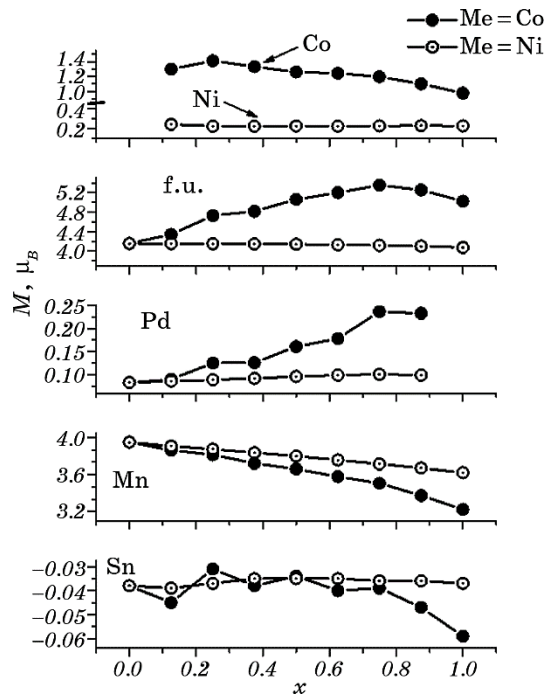 Me = Co
Me = Ni
1.4
1.2
1.0
0.4
0.2
Co
Ni
5.2
4.8
4.4
4.0
f.u.
M, μB
0.25
0.20
0.15
0.10
Pd
4.0
3.6
3.2
Mn
−0.03
−0.04
−0.05
−0.06
Sn
0.0 0.2 0.4 0.6 0.8 1.0
x